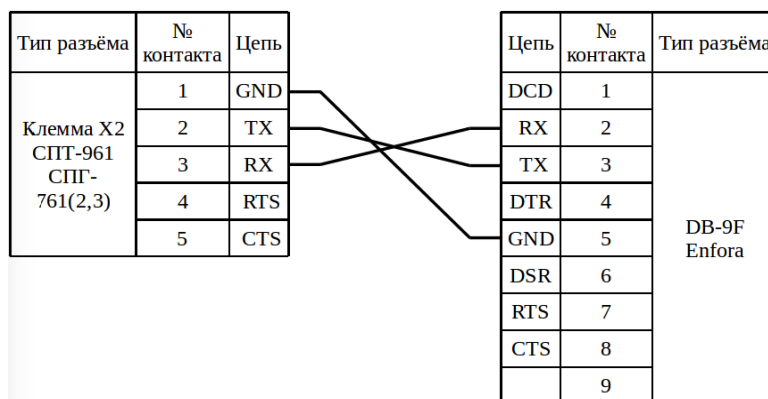 Тип разъёма № контакта Цепь
Клемма X2
СПТ-961
СПГ-
761(2,3)
1 GND
2 TX
3 RX
4 RTS
5 CTS
Цепь № контакта Тип разъёма
DCD 1
RX 2
TX 3
DTR 4
GND 5
DSR 6
RTS 7
CTS 8
9
DB-9F
Enfora